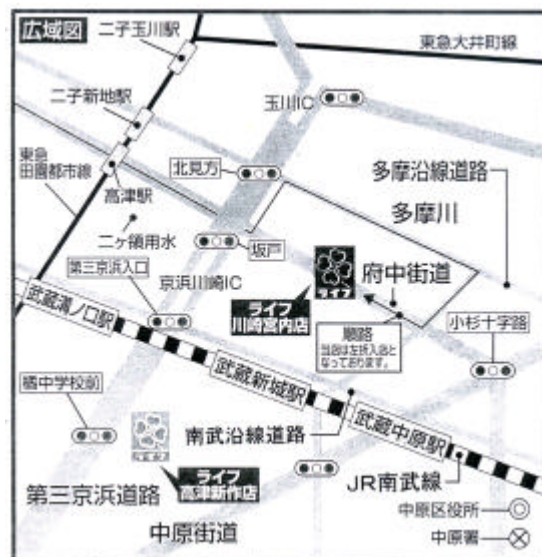 広域図
二子玉川駅
東急大井町線
二子新地駅
玉川IC
東急
田園都市線
北見方
多摩沿線道路
高津駅
多摩川
二ヶ領用水
坂戸
第三京浜入口
京浜川崎IC
ライフ
府中街道
ライフ
川崎宮内店
武蔵溝ノ口駅
順路
当店は左折入店と
なっております。
小杉十字路
武蔵新城駅
橘中学校前
南武沿線道路
武蔵中原駅
ライフ
高津新作店
JR南武線
第三京浜道路
中原区役所
中原街道
中原署